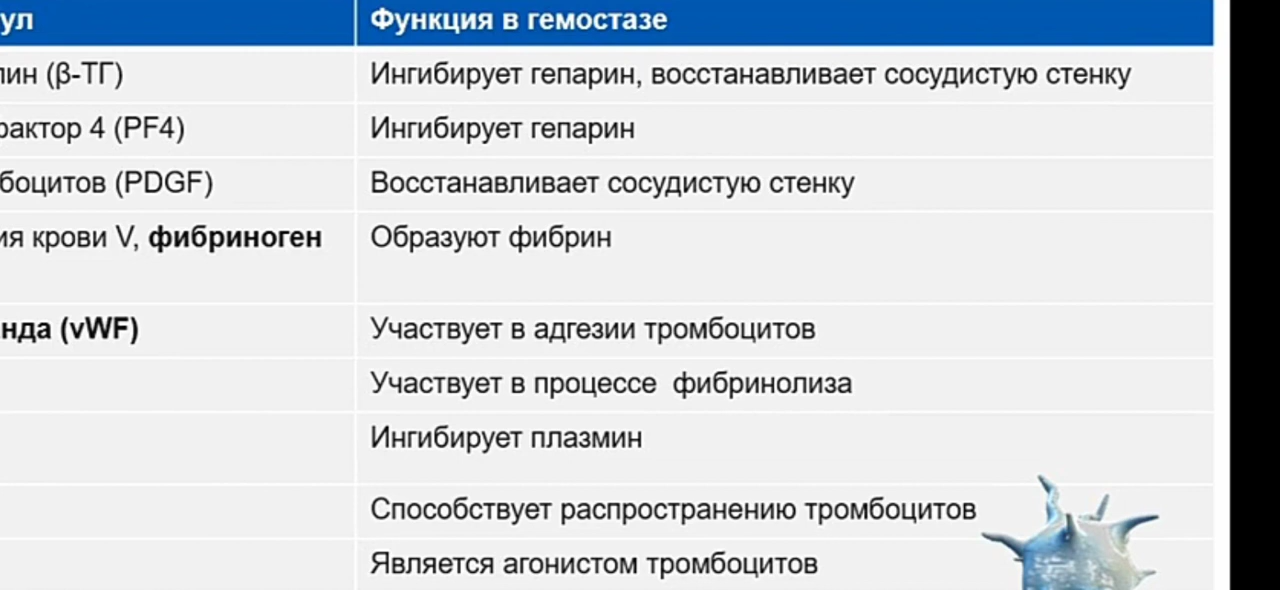 ул Функция в гемостазе
лин (β-ТГ) Ингибирует гепарин, восстанавливает сосудистую стенку
фактор 4 (PF4) Ингибирует гепарин
боцитов (PDGF) Восстанавливает сосудистую стенку
ия крови V, фибриноген Образуют фибрин
нда (vWF) Участвует в адгезии тромбоцитов
Участвует в процессе фибринолиза
Ингибирует плазмин
Способствует распространению тромбоцитов
Является агонистом тромбоцитов